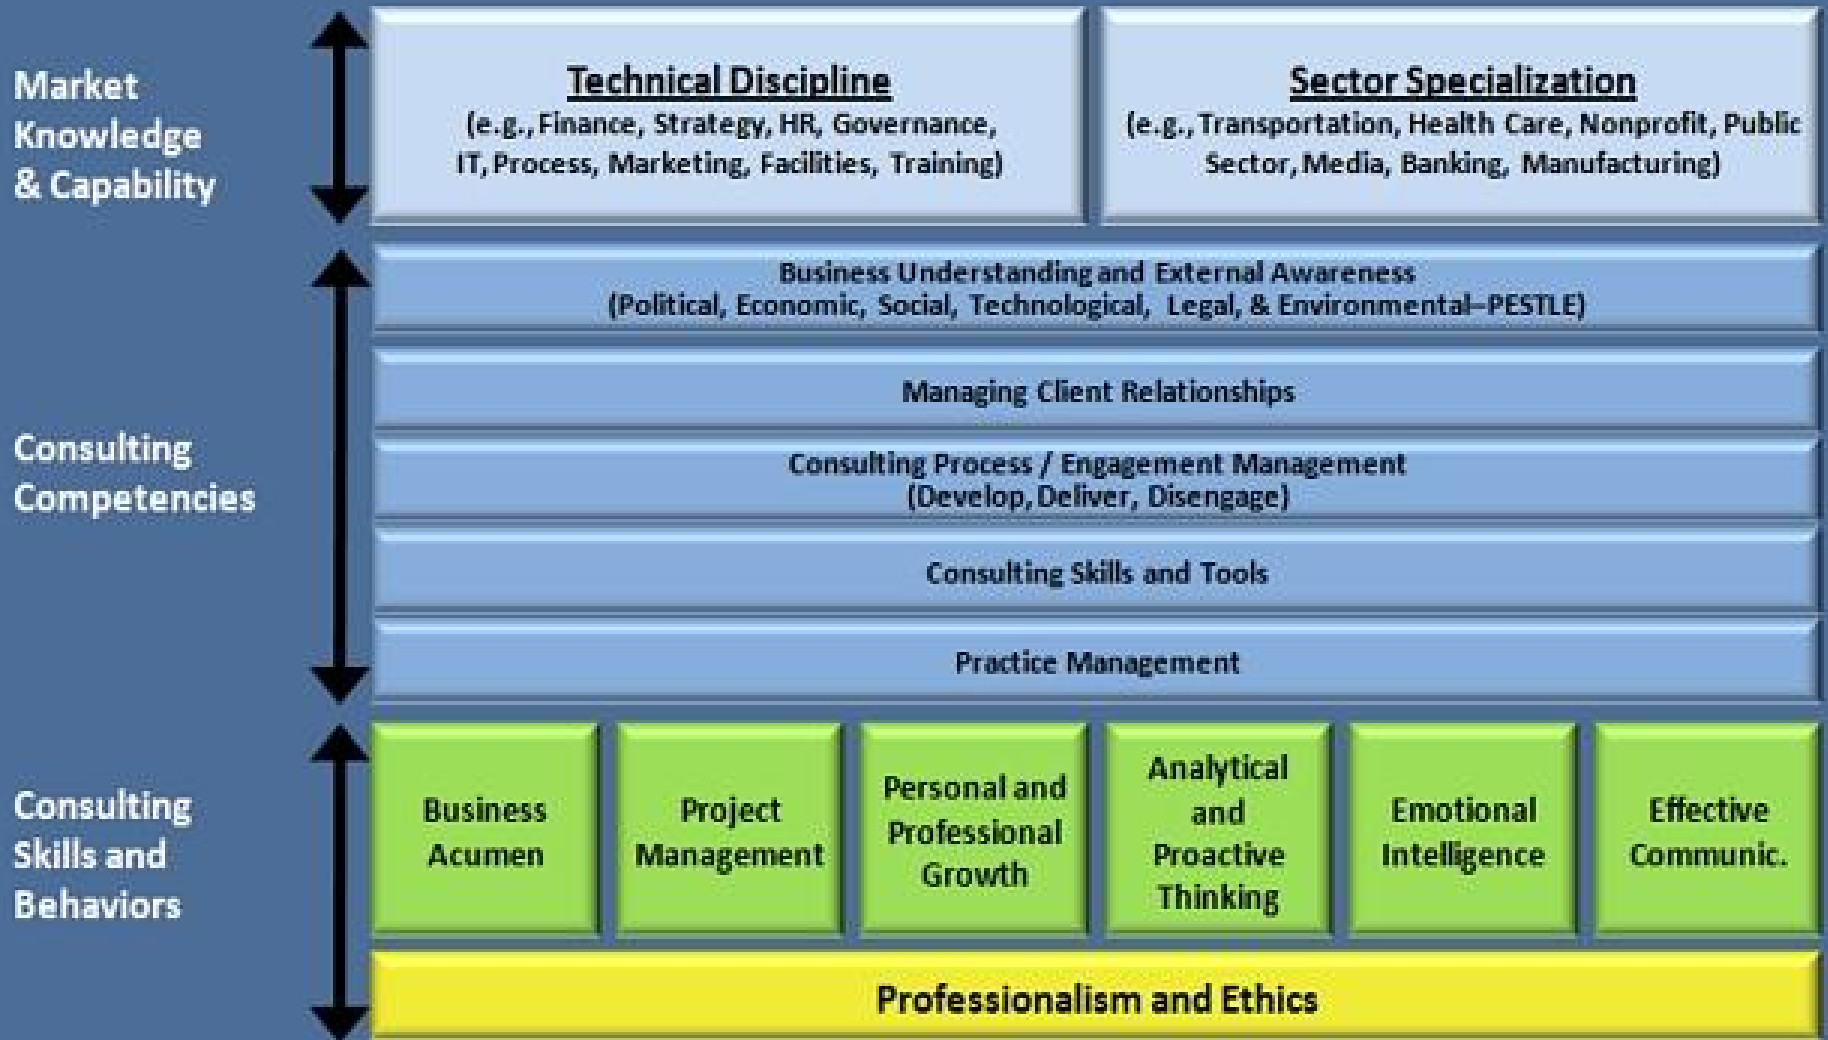 Market
Knowledge
& Capability
Technical Discipline
(e.g., Finance, Strategy, HR, Governance,
IT, Process, Marketing, Facilities, Training)
Sector Specialization
(e.g., Transportation, Health Care, Nonprofit, Public
Sector, Media, Banking, Manufacturing)
Consulting
Competencies
Business Understanding and External Awareness
(Political, Economic, Social, Technological, Legal, & Environmental–PESTLE)
Managing Client Relationships
Consulting Process / Engagement Management
(Develop, Deliver, Disengage)
Consulting Skills and Tools
Practice Management
Consulting
Skills and
Behaviors
Business
Acumen
Project
Management
Personal and
Professional
Growth
Analytical
and
Proactive
Thinking
Emotional
Intelligence
Effective
Communic.
Professionalism and Ethics